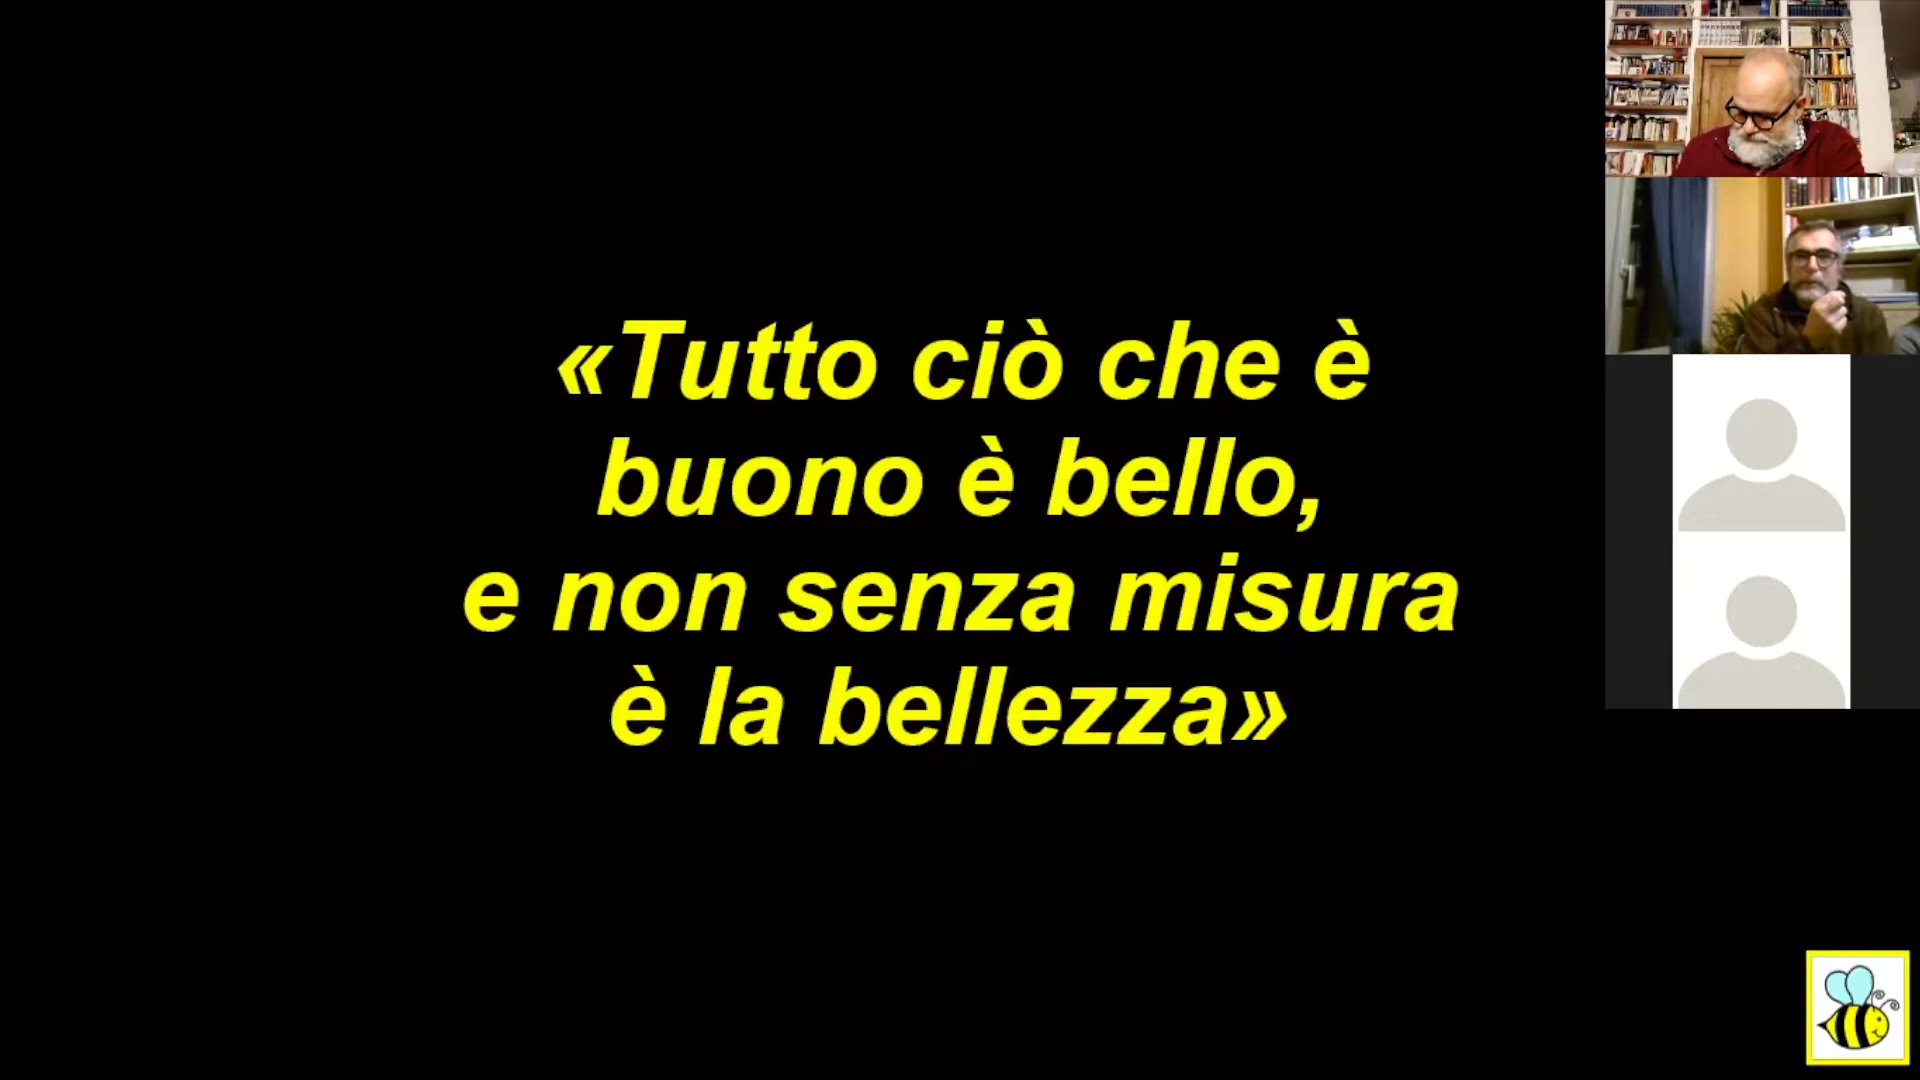 «Tutto ciò che è
buono è bello,
e non senza misura
è la bellezza»